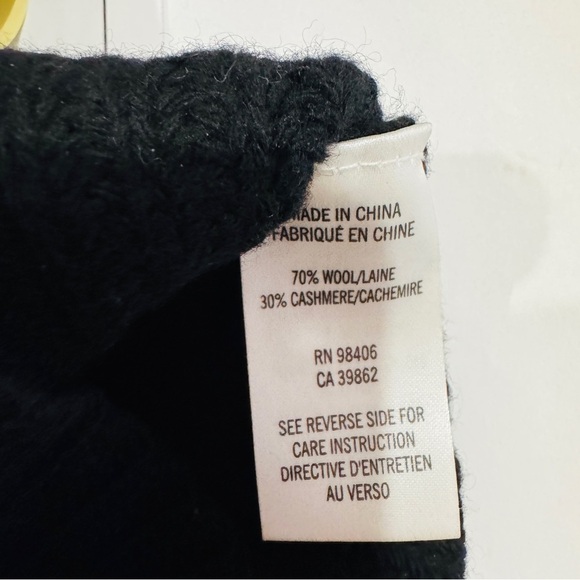 MADE IN CHINA
FABRIQUÉ EN CHINE
70% WOOL/LAINE
30% CASHMERE/CACHEMIRE
RN 98406
CA 39862
SEE REVERSE SIDE FOR
CARE INSTRUCTION
DIRECTIVE D'ENTRETIEN
AU VERSO